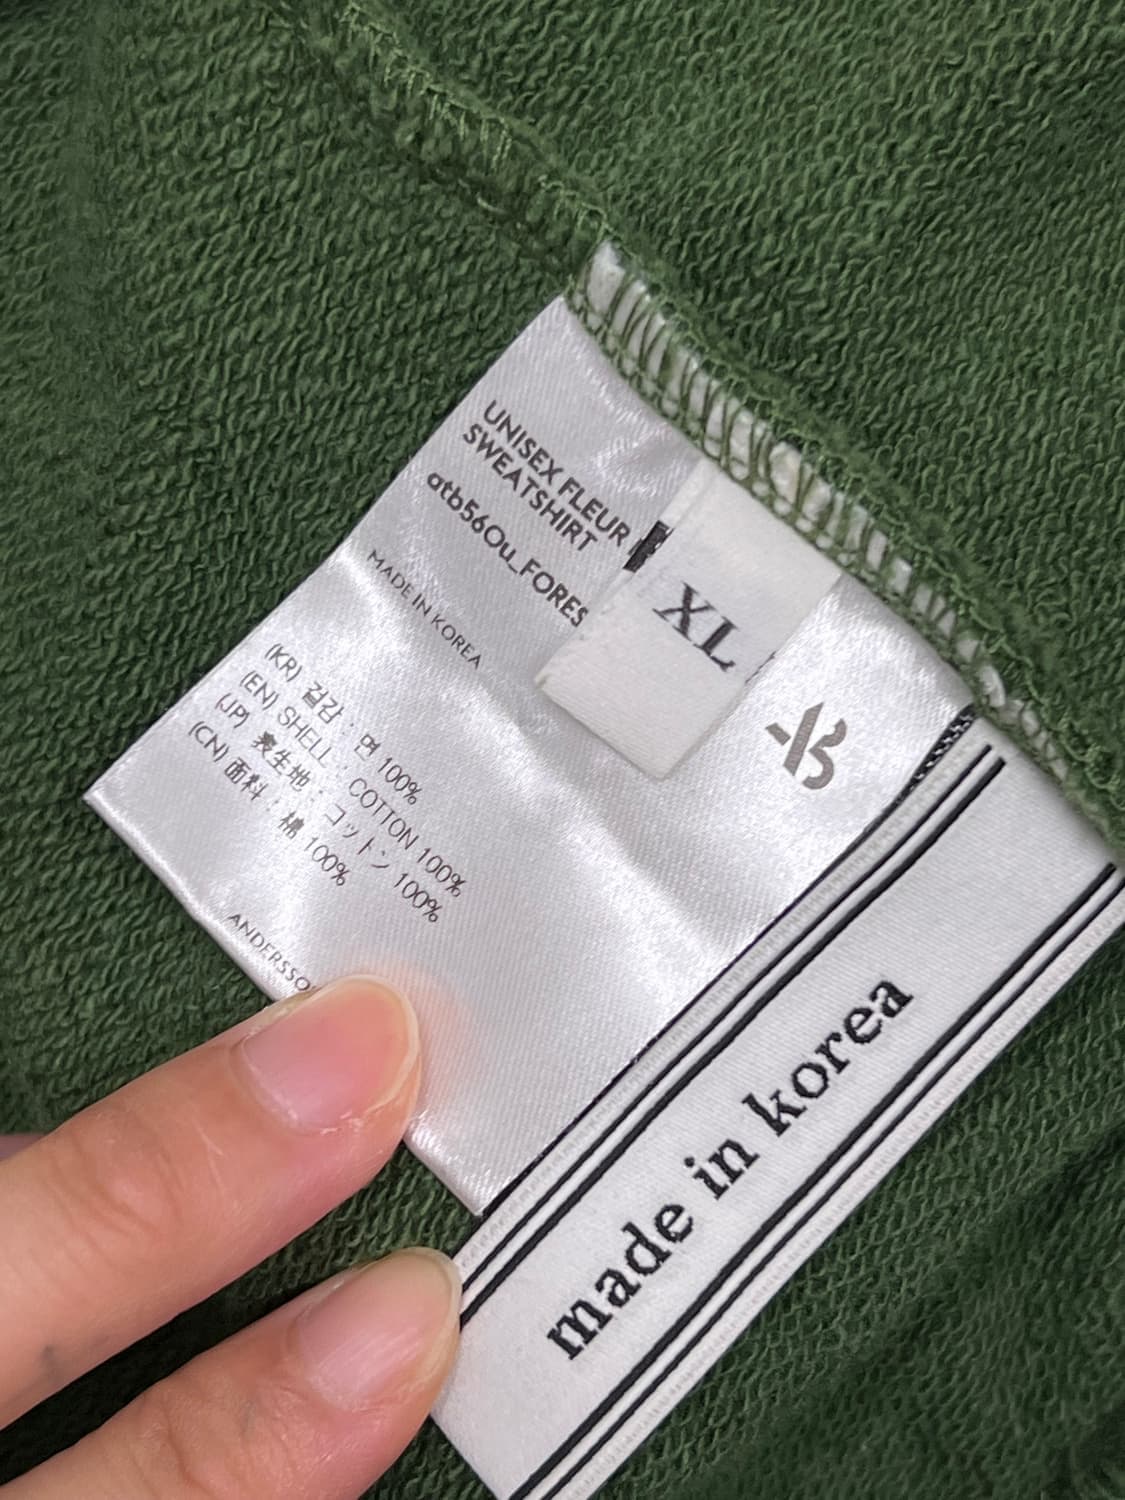 UNISEX FLEUR
SWEATSHIRT
atb560u_FORES
MADE IN KOREA
(KR) 겉감 : 면 100%
(EN) SHELL : COTTON 100%
(JP) 表生地 : コットン 100%
(CN) 面料 : 棉 100%
ANDERSSO
XL
made in korea